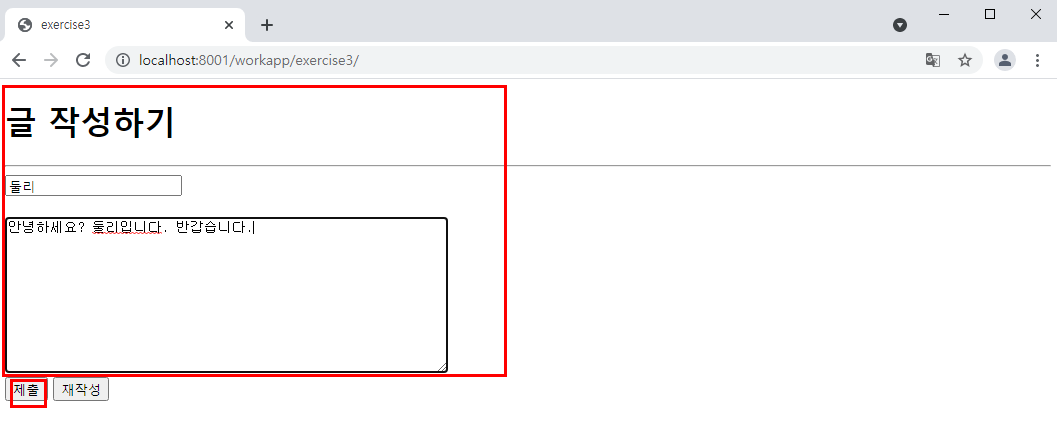 exercise3
localhost:8001/workapp/exercise3/
글 작성하기
둘리
안녕하세요? 둘리입니다. 반갑습니다.
제출 재작성